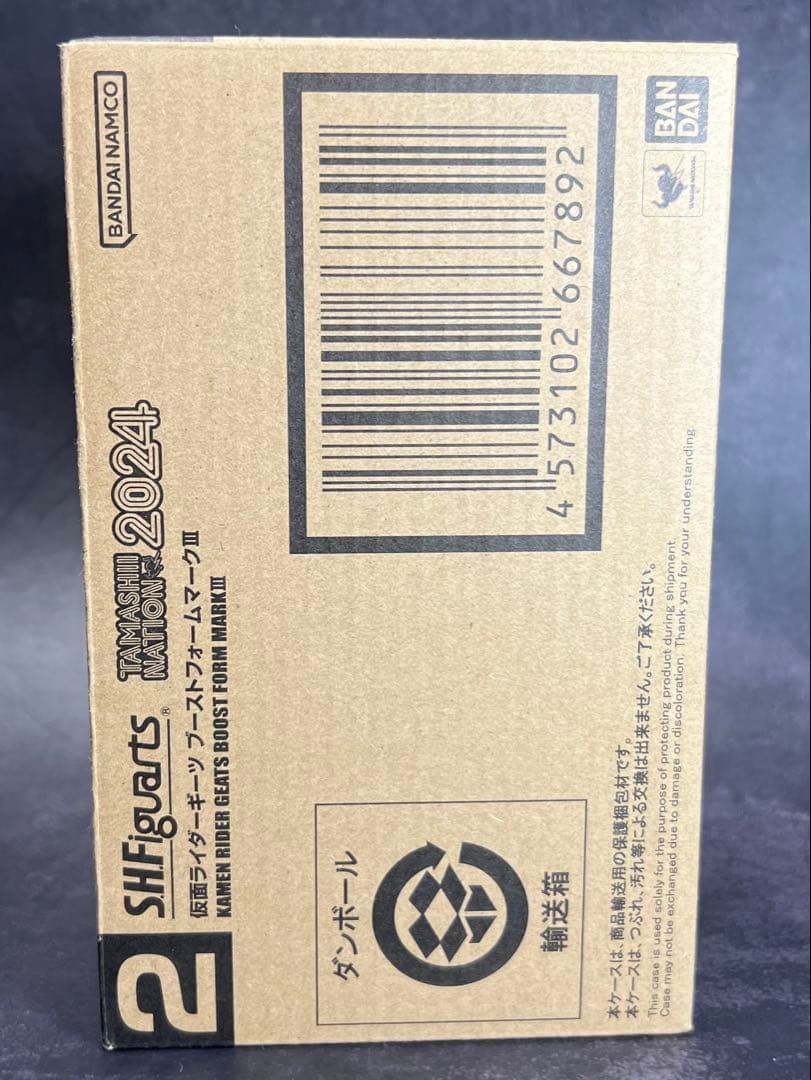 2
S.H.Figuarts®
TAMASHII
NATION
2024
仮面ライダーギーツ ブーストフォームマークⅢ
KAMEN RIDER GEATS BOOST FORM MARKⅢ
BANDAI NAMCO
4 573102 667892
BAN
DAI
TAMASHII NATIONS
ダンボール
輸送箱
本ケースは、商品輸送用の保護梱包材です。
本ケースは、つぶれ、汚れ等による交換は出来ません。ご了承ください。
This case is used solely for the purpose of protecting product during shipment.
Case may not be exchanged due to damage or discoloration. Thank you for your understanding.